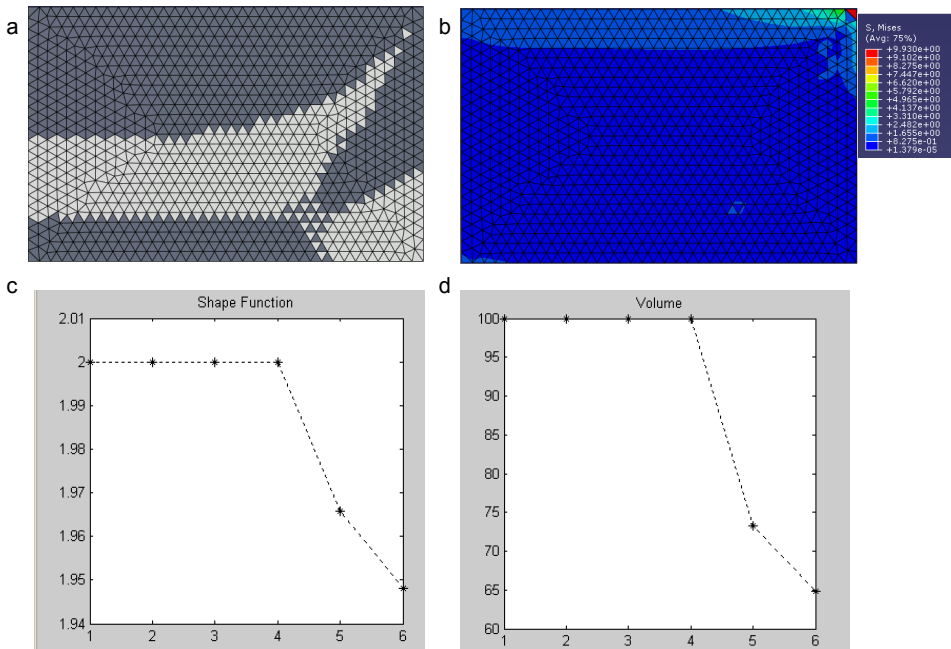 a
b
S, Mises
(Avg: 75%)
+9.930e+00
+9.102e+00
+8.275e+00
+7.447e+00
+6.620e+00
+5.792e+00
+4.965e+00
+4.137e+00
+3.310e+00
+2.482e+00
+1.655e+00
+8.275e-01
+1.379e-05
c
Shape Function
2.01
2
1.99
1.98
1.97
1.96
1.95
1.94
1 2 3 4 5 6
d
Volume
100
95
90
85
80
75
70
65
60
1 2 3 4 5 6